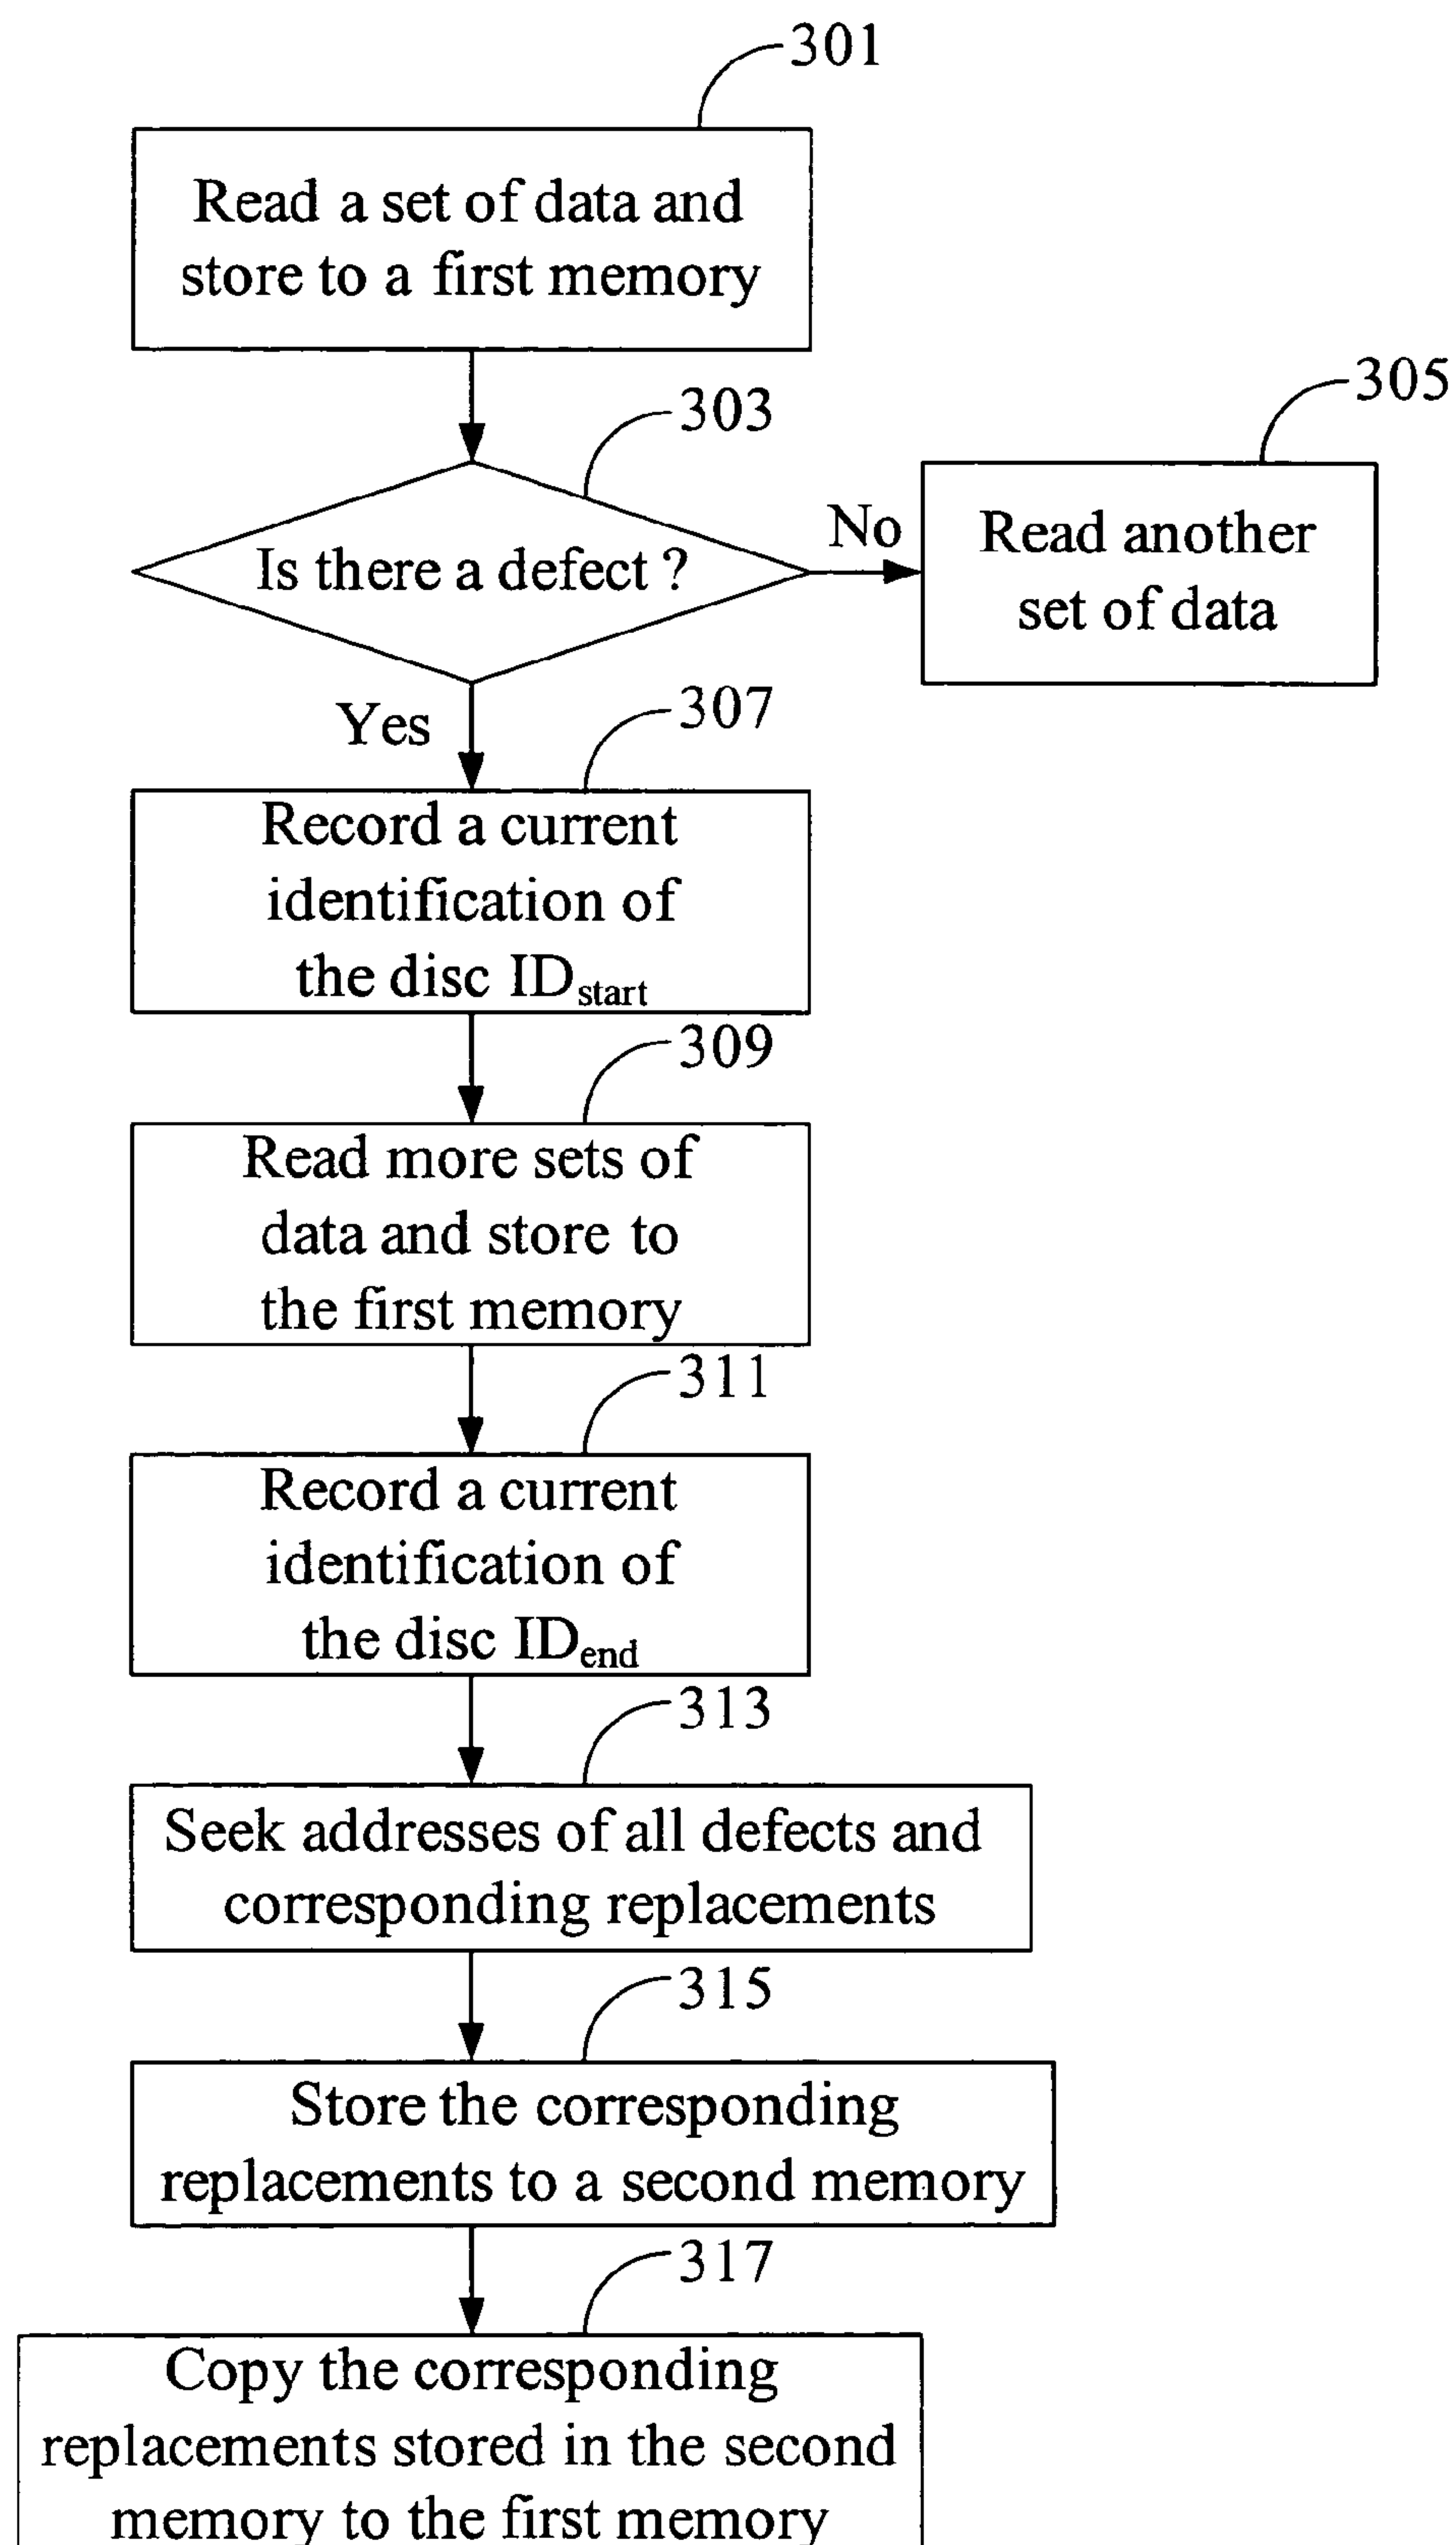 301
Read a set of data and
store to a first memory
303
Is there a defect ?
No
305
Read another
set of data
Yes
307
Record a current
identification of
the disc IDstart
309
Read more sets of
data and store to
the first memory
311
Record a current
identification of
the disc IDend
313
Seek addresses of all defects and
corresponding replacements
315
Store the corresponding
replacements to a second memory
317
Copy the corresponding
replacements stored in the second
memory to the first memory